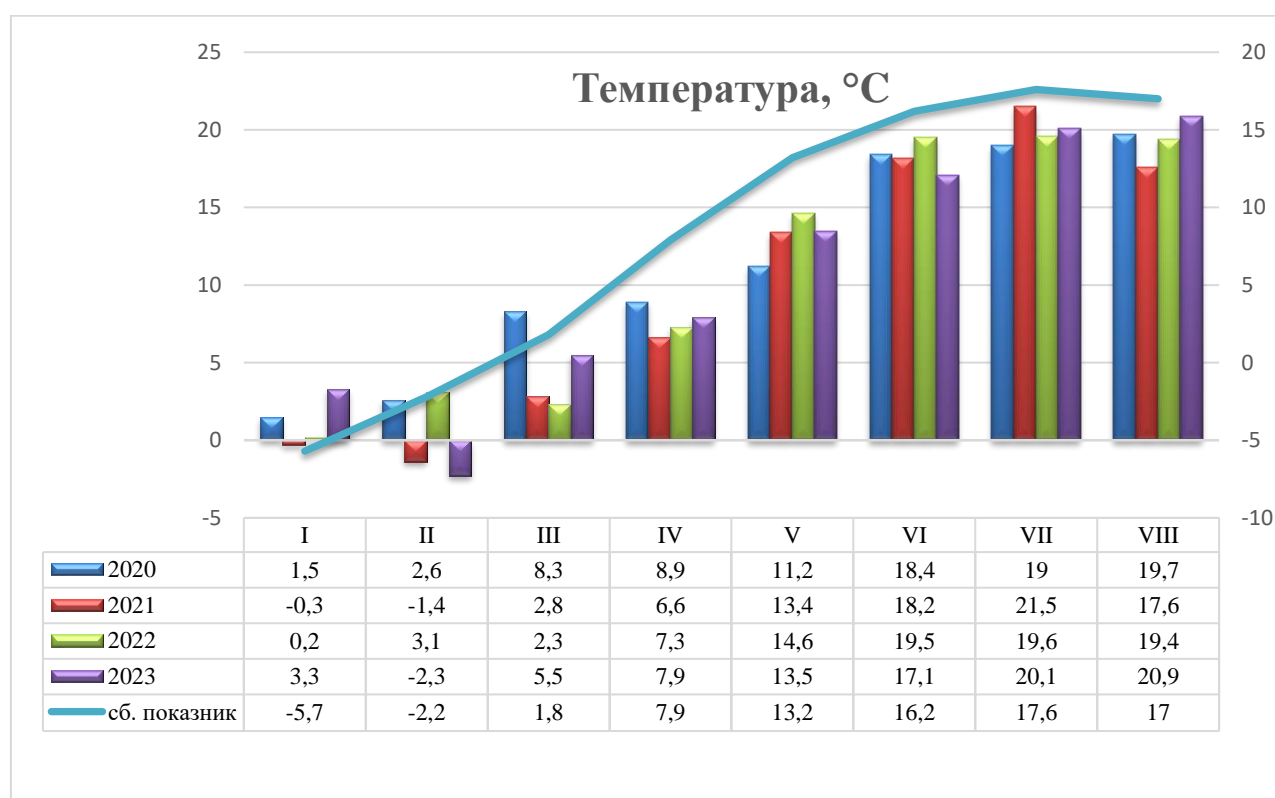 Температура, °C
25
20
15
10
5
0
-5
20
15
10
5
0
-5
-10
I II III IV V VI VII VIII
2020 1,5 2,6 8,3 8,9 11,2 18,4 19 19,7
2021 -0,3 -1,4 2,8 6,6 13,4 18,2 21,5 17,6
2022 0,2 3,1 2,3 7,3 14,6 19,5 19,6 19,4
2023 3,3 -2,3 5,5 7,9 13,5 17,1 20,1 20,9
сб. показник -5,7 -2,2 1,8 7,9 13,2 16,2 17,6 17